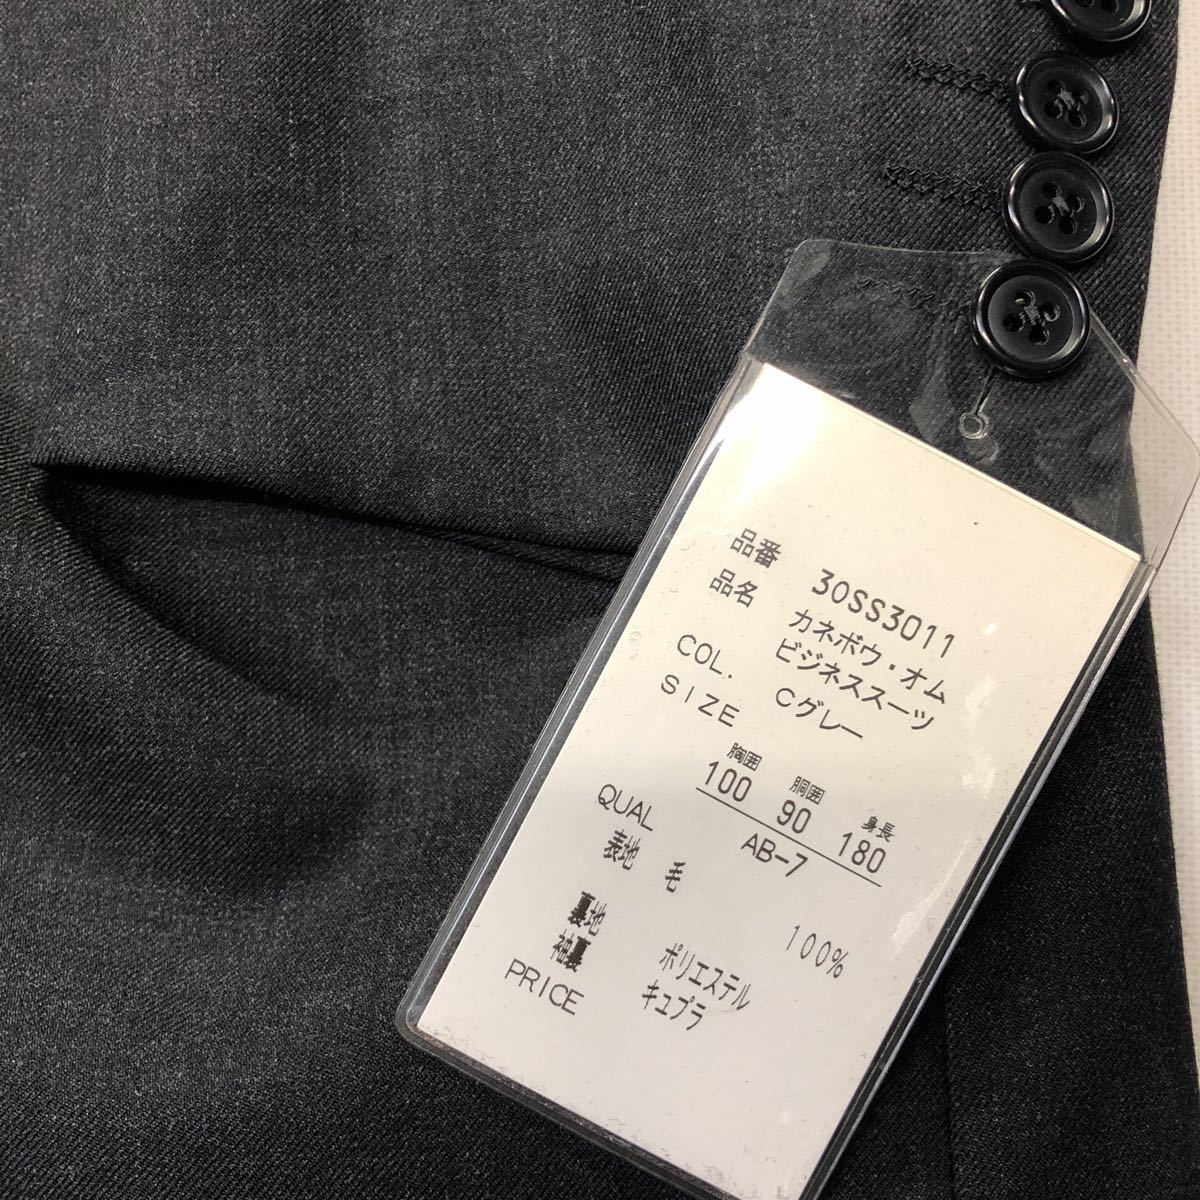 品番 30SS3011
品名 カネボウ・オム
ビジネススーツ
COL. Cグレー
SIZE
胸囲 胴囲 身長
100 90 180
AB-7
QUAL
表地 毛 100%
裏地 ポリエステル
袖裏 キュプラ
PRICE